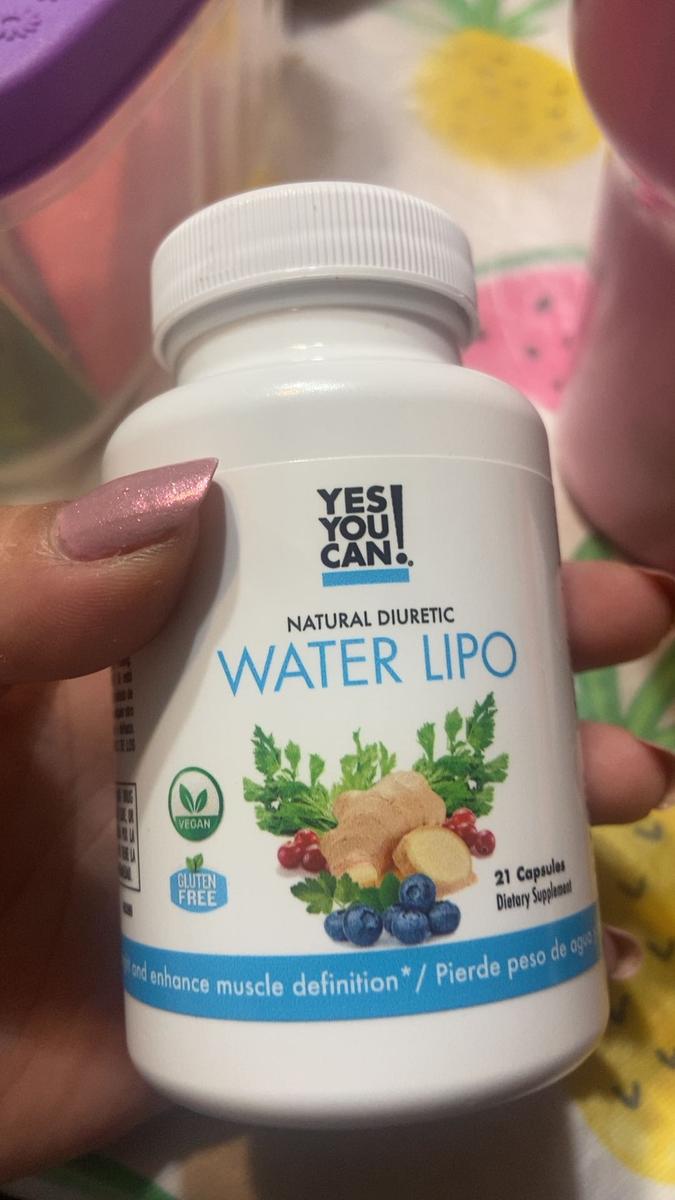 YES
YOU
CAN!
NATURAL DIURETIC
WATER LIPO
VEGAN
GLUTEN
FREE
21 Capsules
Dietary Supplement
and enhance muscle definition* / Pierde peso de agua